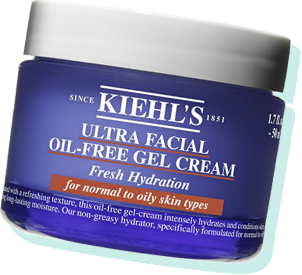 SINCE KIEHL'S 1851
ULTRA FACIAL
OIL-FREE GEL CREAM
Fresh Hydration
for normal to oily skin types
with a refreshing texture, this oil-free gel-cream intensely hydrates and conditions
long-lasting moisture. Our non-greasy hydrator, specifically formulated for normal to
1.7 fl.
- 50